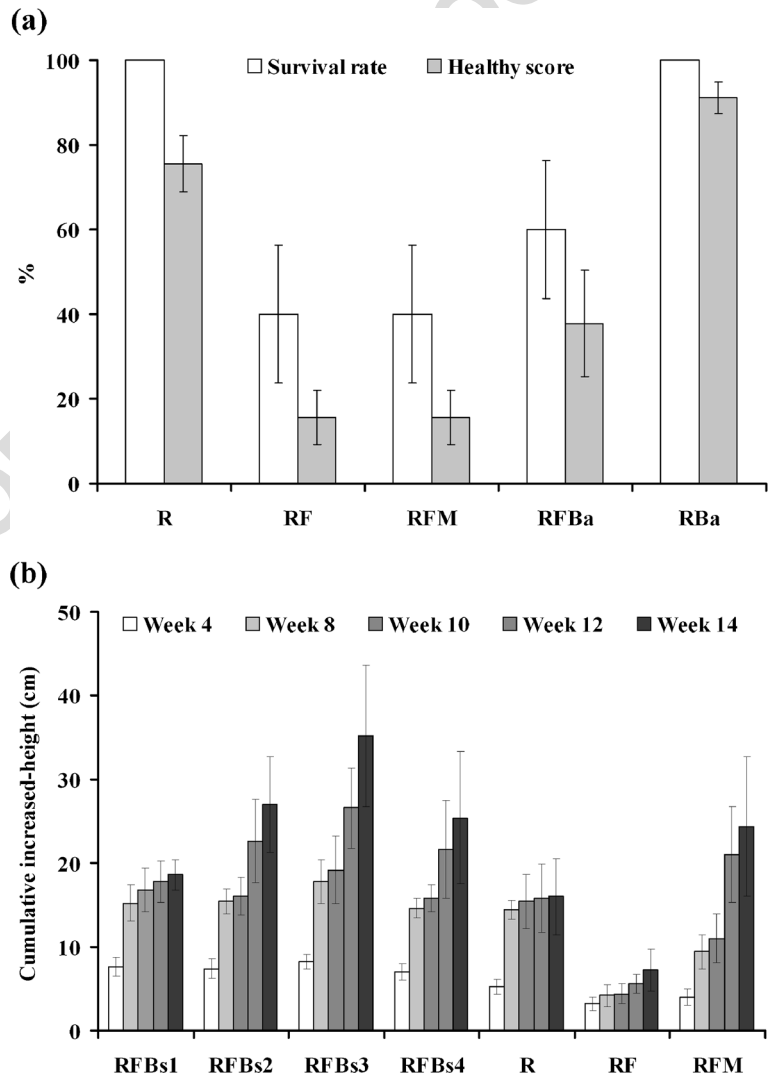 (a)
100
80
60
40
20
0
%
Survival rate Healthy score
R RF RFM RFBa RBa
(b)
50
40
30
20
10
0
Cumulative increased-height (cm)
Week 4 Week 8 Week 10 Week 12 Week 14
RFBs1 RFBs2 RFBs3 RFBs4 R RF RFM